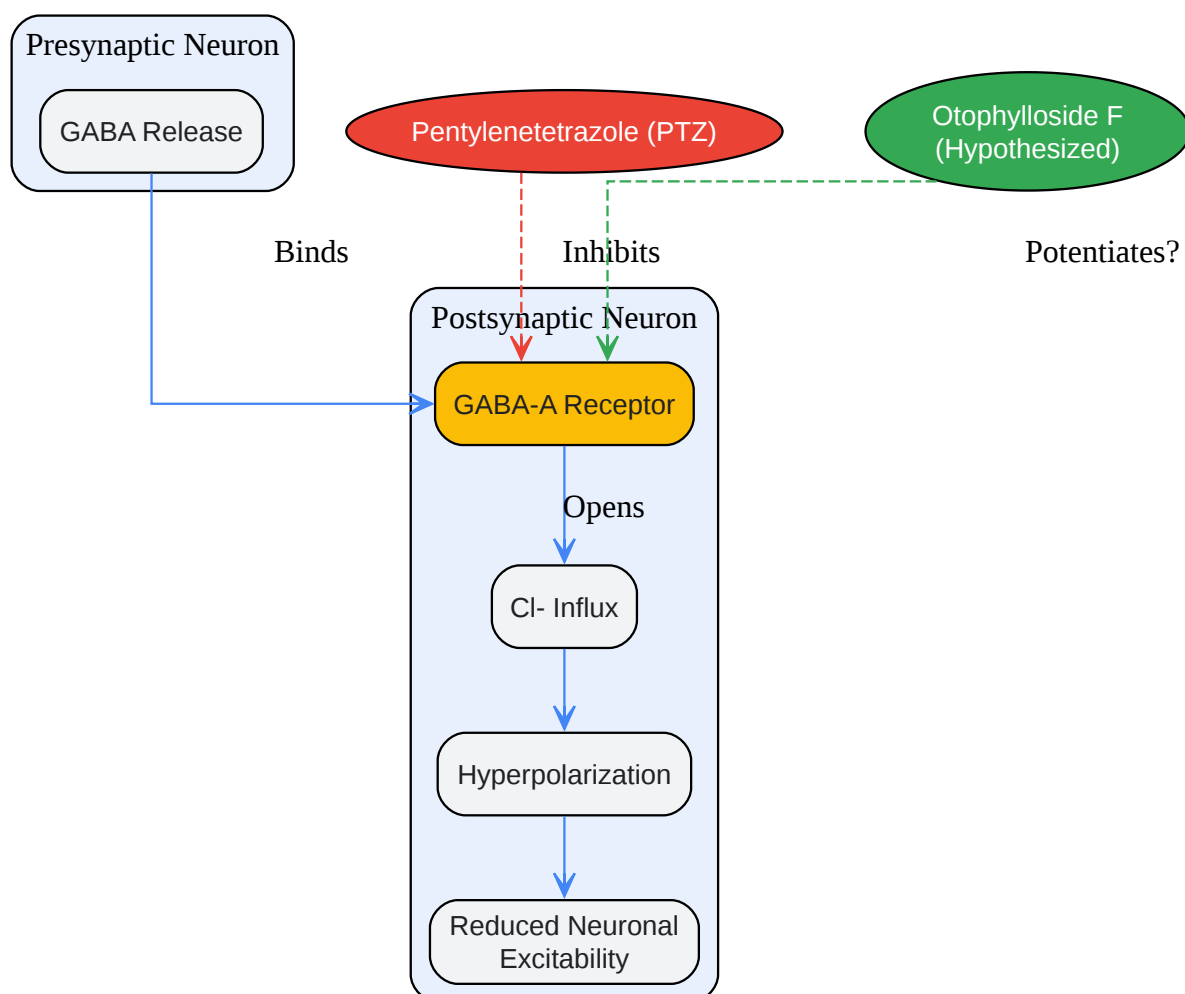 Presynaptic Neuron
GABA Release
Pentylenetetrazole (PTZ)
Otophylloside F
(Hypothesized)
Binds
Inhibits
Potentiates?
Postsynaptic Neuron
GABA-A Receptor
Opens
Cl- Influx
Hyperpolarization
Reduced Neuronal
Excitability